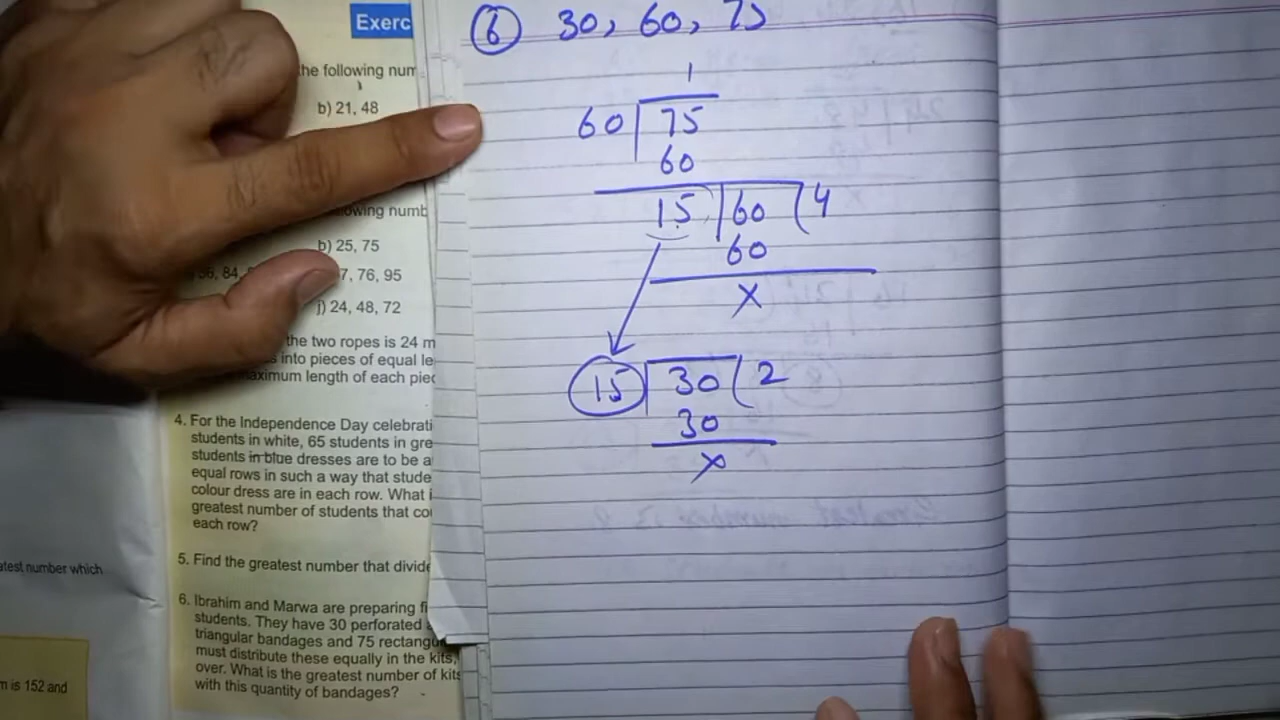 Exerc
the following num
b) 21, 48
owing numb
b) 25, 75
56, 84,
7, 76, 95
j) 24, 48, 72
the two ropes is 24 m
into pieces of equal le
aximum length of each piec
4. For the Independence Day celebrati
students in white, 65 students in gre
students in blue dresses are to be a
equal rows in such a way that stude
colour dress are in each row. What i
greatest number of students that co
each row?
5. Find the greatest number that divide
6. Ibrahim and Marwa are preparing fi
students. They have 30 perforated
triangular bandages and 75 rectangu
must distribute these equally in the kits,
over. What is the greatest number of kits
with this quantity of bandages?
atest number which
m is 152 and
6 30, 60, 75
1
60 75
60
15 60 4
60
x
15 30 2
30
x